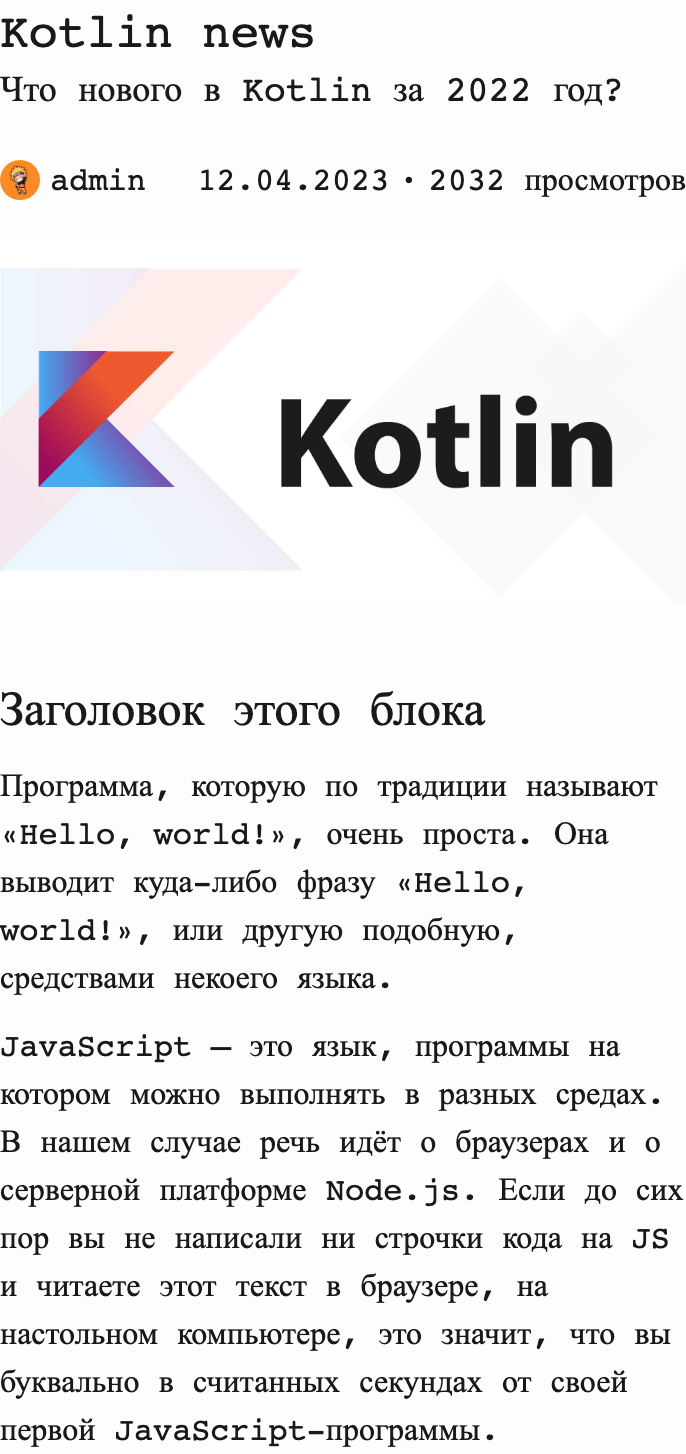 Kotlin news
Что нового в Kotlin за 2022 год?
admin 12.04.2023 • 2032 просмотров
Kotlin
Заголовок этого блока
Программа, которую по традиции называют
«Hello, world!», очень проста. Она
выводит куда-либо фразу «Hello,
world!», или другую подобную,
средствами некоего языка.
JavaScript — это язык, программы на
котором можно выполнять в разных средах.
В нашем случае речь идёт о браузерах и о
серверной платформе Node.js. Если до сих
пор вы не написали ни строчки кода на JS
и читаете этот текст в браузере, на
настольном компьютере, это значит, что вы
буквально в считанных секундах от своей
первой JavaScript-программы.